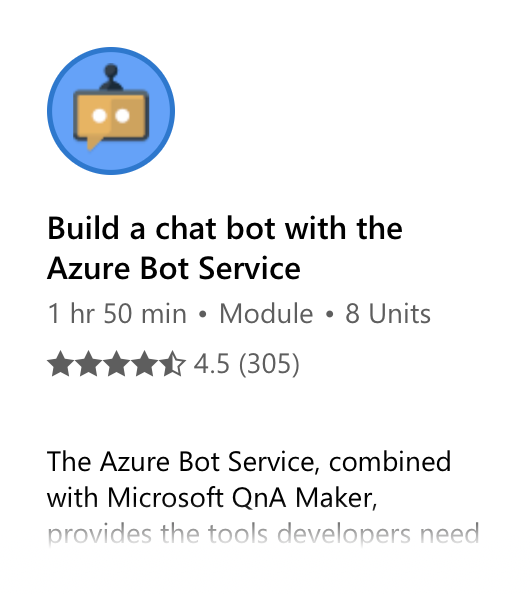 Build a chat bot with the
Azure Bot Service
1 hr 50 min • Module • 8 Units
4.5 (305)
The Azure Bot Service, combined
with Microsoft QnA Maker,
provides the tools developers need